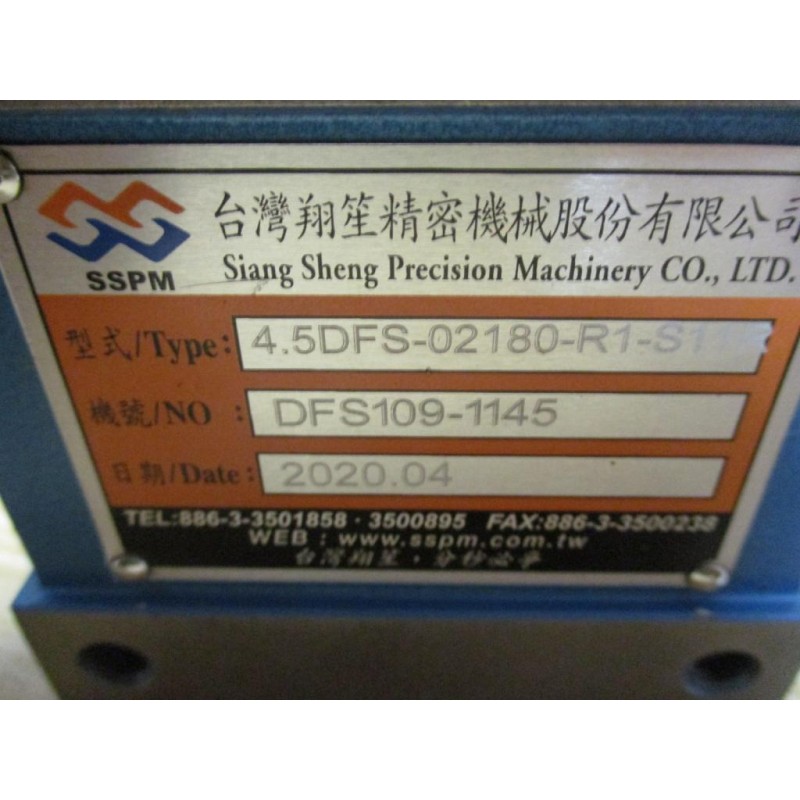 台灣翔笙精密機械股份有限公司
SSPM
Siang Sheng Precision Machinery CO., LTD.
型式/Type: 4.5DFS-02180-R1-
機號/NO : DFS109-1145
日期/Date: 2020.04
TEL:886-3-3501858 · 3500895 FAX:886-3-3500238
WEB : www.sspm.com.tw
台灣翔笙，分秒必爭